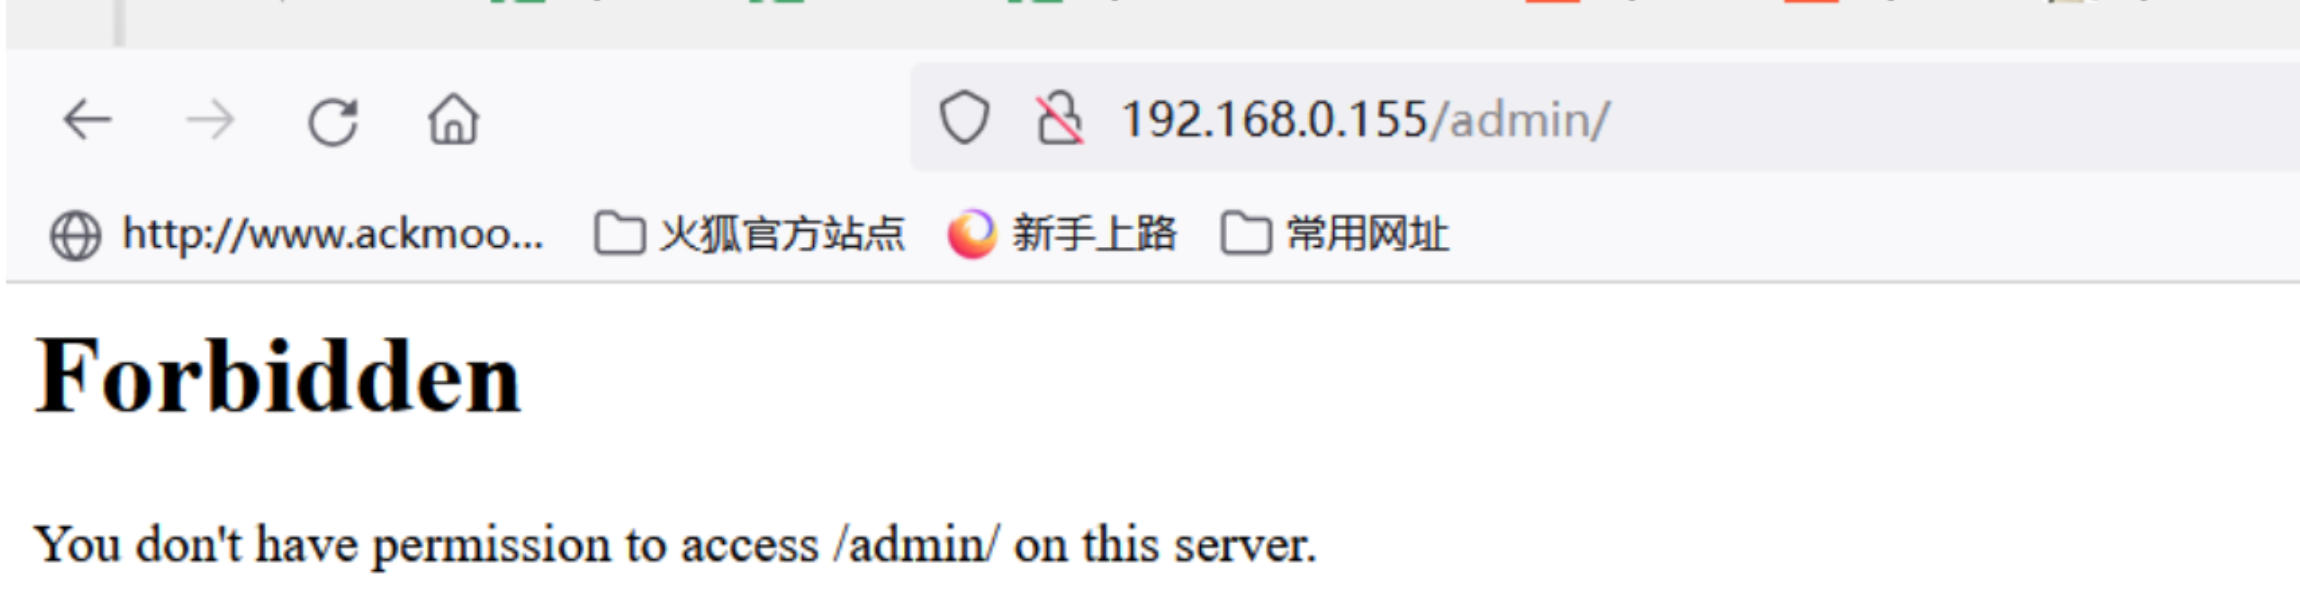 192.168.0.155/admin/
http://www.ackmoo... 火狐官方站点 新手上路 常用网址
Forbidden
You don't have permission to access /admin/ on this server.